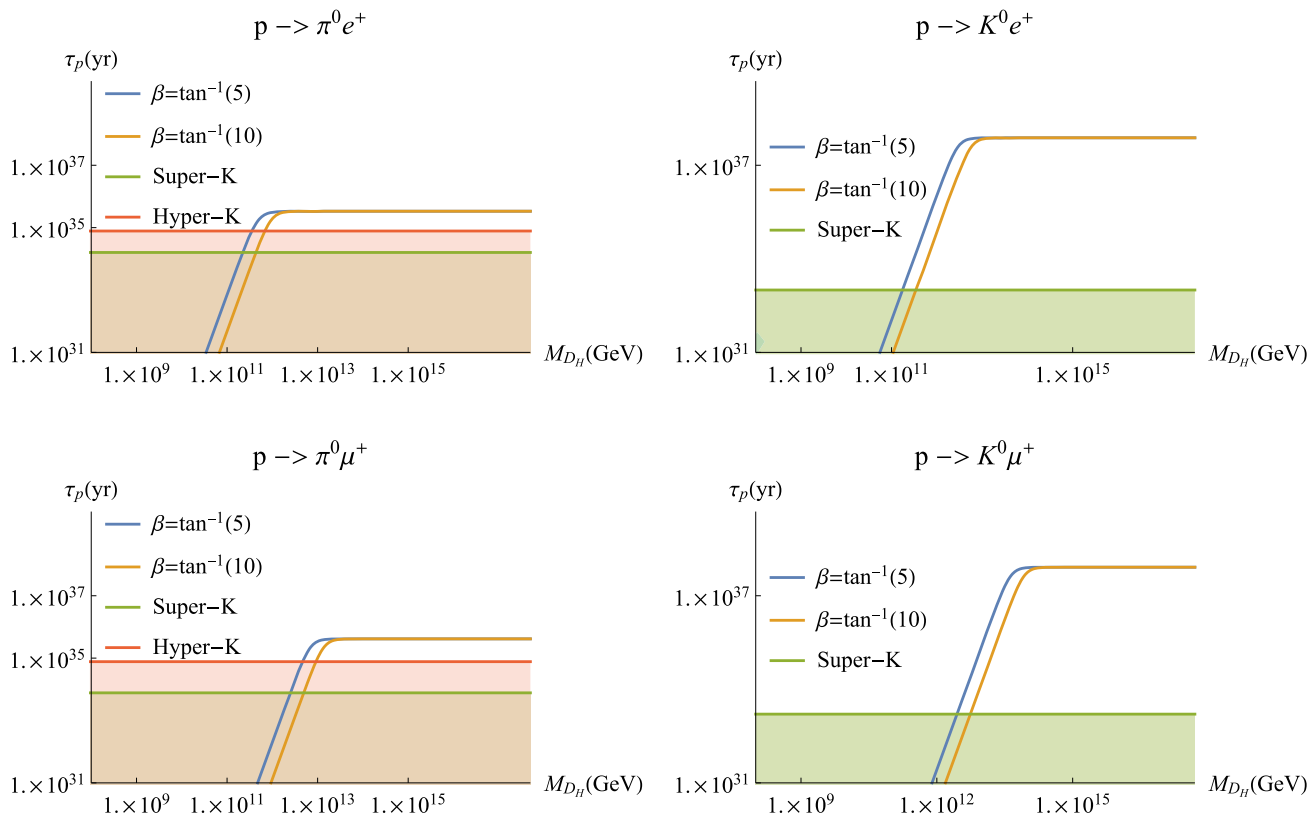 p −> π⁰e⁺
τₚ(yr)
β=tan⁻¹(5)
β=tan⁻¹(10)
Super−K
Hyper−K
1.×10³⁷
1.×10³⁵
1.×10³¹
1.×10⁹
1.×10¹¹
1.×10¹³
1.×10¹⁵
M_{D_H}(GeV)
p −> K⁰e⁺
τₚ(yr)
β=tan⁻¹(5)
β=tan⁻¹(10)
Super−K
1.×10³⁷
1.×10³¹
1.×10⁹
1.×10¹¹
1.×10¹⁵
M_{D_H}(GeV)
p −> π⁰μ⁺
τₚ(yr)
β=tan⁻¹(5)
β=tan⁻¹(10)
Super−K
Hyper−K
1.×10³⁷
1.×10³⁵
1.×10³¹
1.×10⁹
1.×10¹¹
1.×10¹³
1.×10¹⁵
M_{D_H}(GeV)
p −> K⁰μ⁺
τₚ(yr)
β=tan⁻¹(5)
β=tan⁻¹(10)
Super−K
1.×10³⁷
1.×10³¹
1.×10⁹
1.×10¹²
1.×10¹⁵
M_{D_H}(GeV)